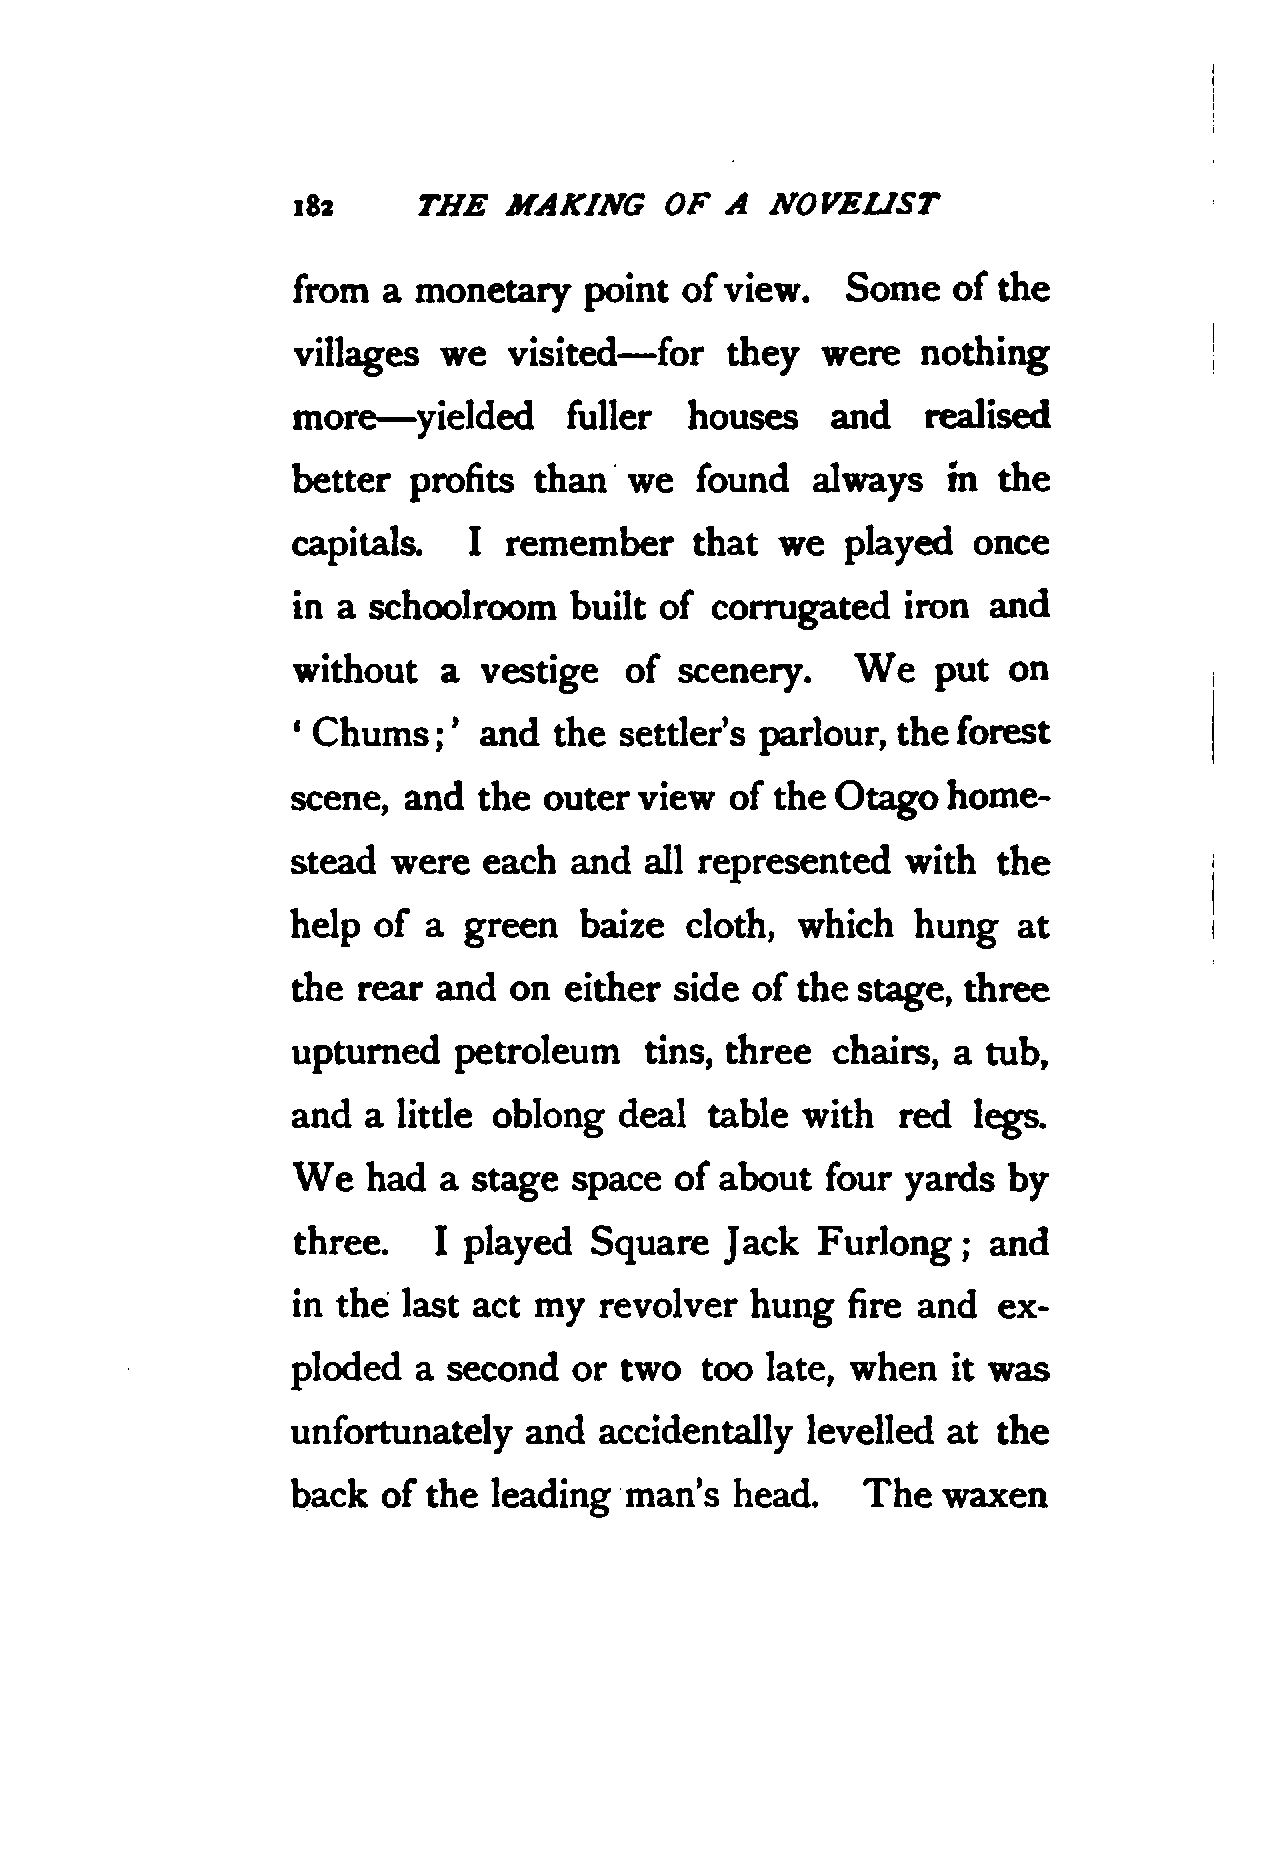 182 THE MAKING OF A NOVELIST
from a monetary point of view. Some of the
villages we visited—for they were nothing
more—yielded fuller houses and realised
better profits than we found always in the
capitals. I remember that we played once
in a schoolroom built of corrugated iron and
without a vestige of scenery. We put on
' Chums ; ' and the settler's parlour, the forest
scene, and the outer view of the Otago home-
stead were each and all represented with the
help of a green baize cloth, which hung at
the rear and on either side of the stage, three
upturned petroleum tins, three chairs, a tub,
and a little oblong deal table with red legs.
We had a stage space of about four yards by
three. I played Square Jack Furlong ; and
in the last act my revolver hung fire and ex-
ploded a second or two too late, when it was
unfortunately and accidentally levelled at the
back of the leading man's head. The waxen